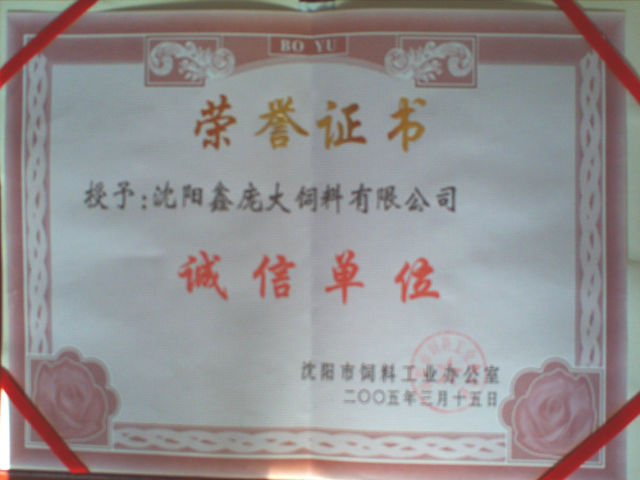 BO YU
荣誉证书
授予:沈阳鑫庞大饲料有限公司
诚信单位
沈阳市饲料工业办公室
二〇〇五年三月十五日